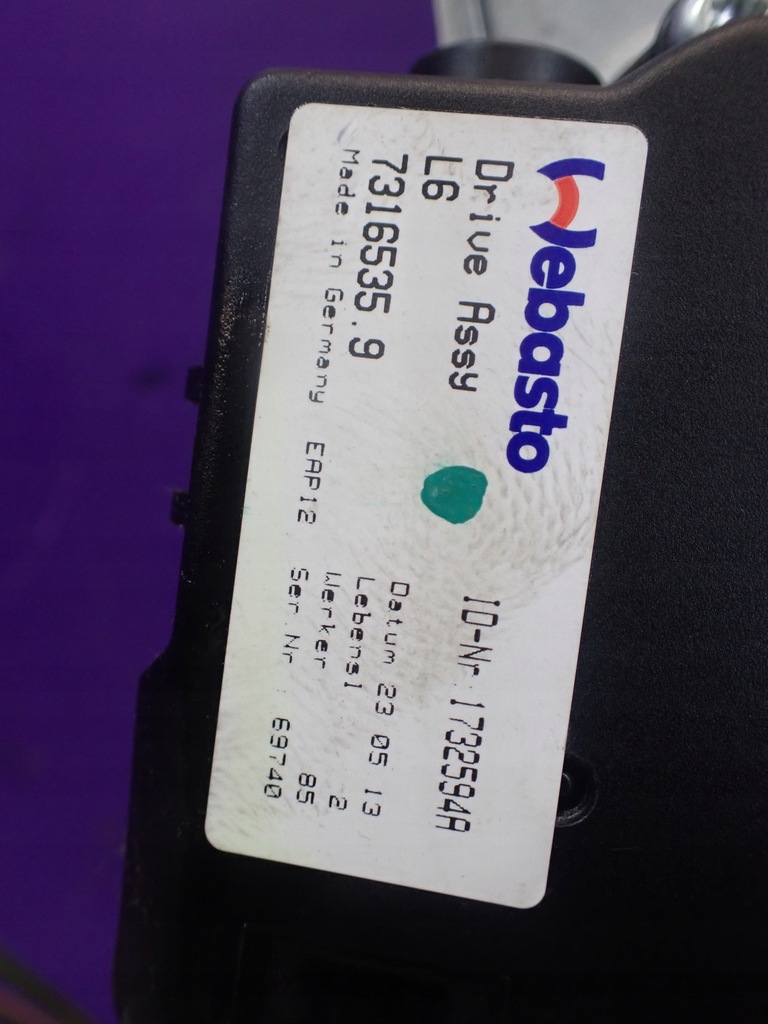 Webasto
Drive Assy
L6
7316535.9
Made in Germany EAP12
ID-Nr 1732594A
Datum 23 05 13
Lebensl 2
Werker 85
Ser.Nr : 69740